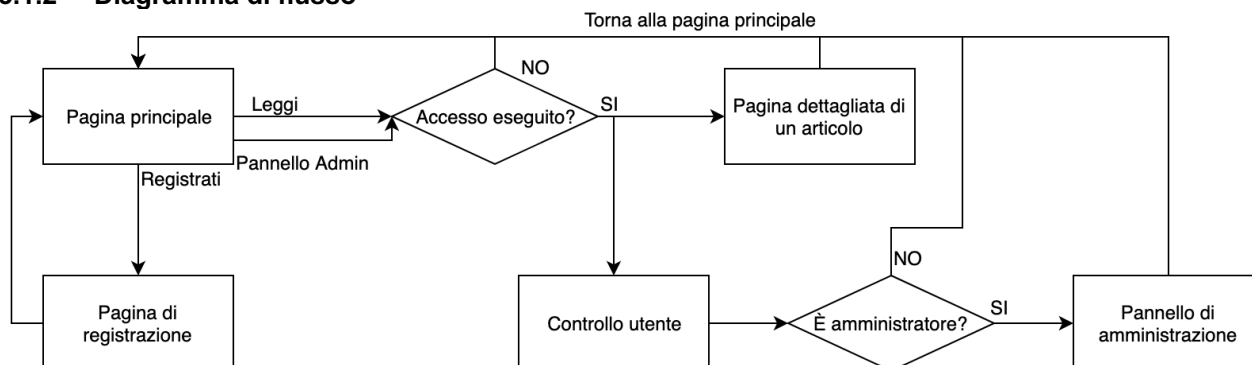 Diagramma di flusso
Torna alla pagina principale
NO
Pagina principale
Leggi
Accesso eseguito?
SI
Pagina dettagliata di
un articolo
Pannello Admin
Registrati
NO
Pagina di
registrazione
Controllo utente
È amministratore?
SI
Pannello di
amministrazione